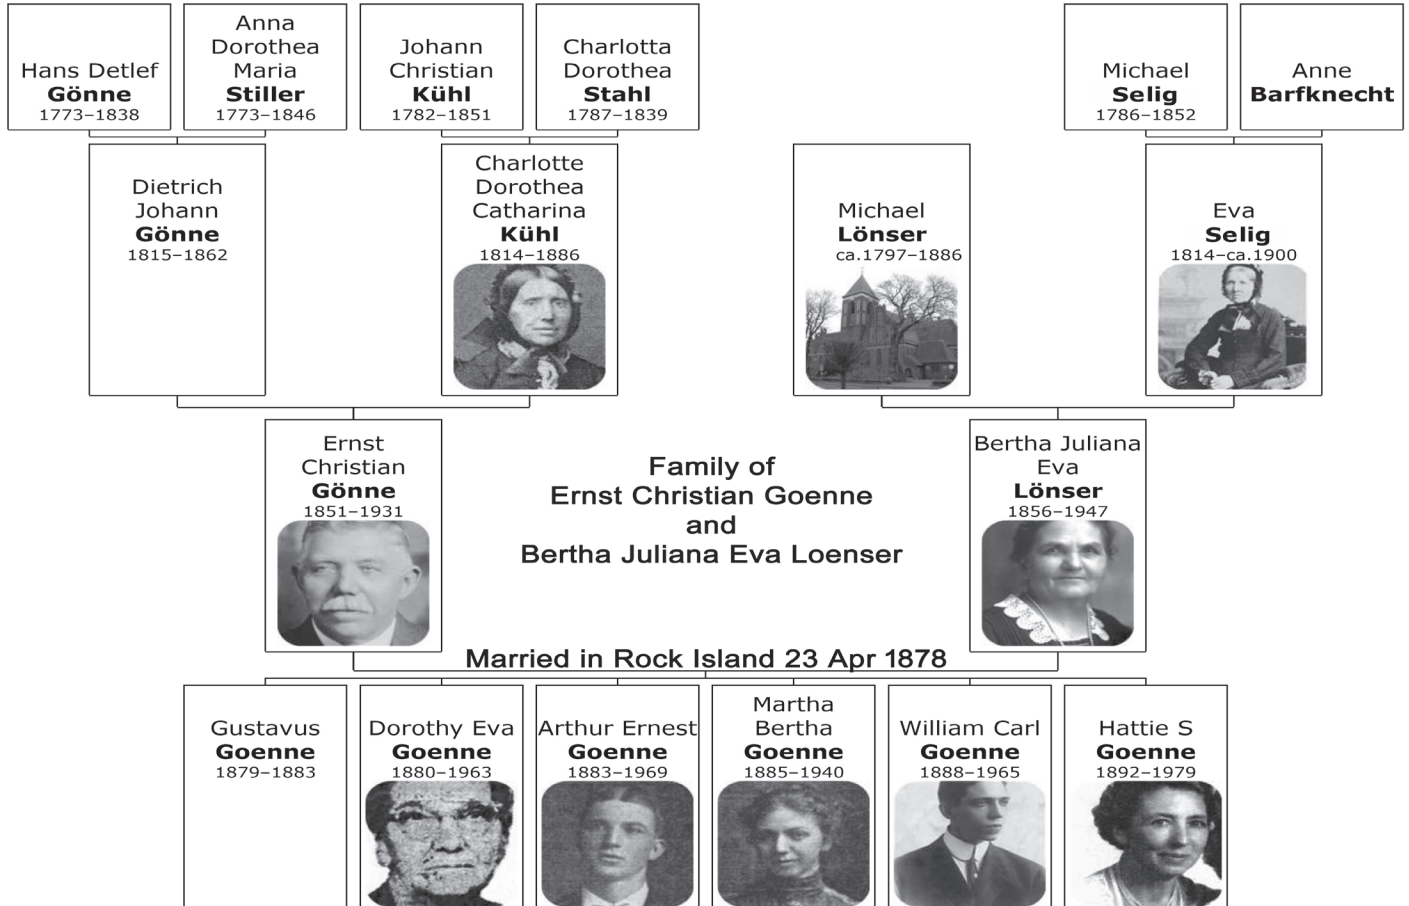 Hans Detlef
Gönne
1773–1838
Anna
Dorothea
Maria
Stiller
1773–1846
Johann
Christian
Kühl
1782–1851
Charlotta
Dorothea
Stahl
1787–1839
Michael
Selig
1786–1852
Anne
Barfknecht
Dietrich
Johann
Gönne
1815–1862
Charlotte
Dorothea
Catharina
Kühl
1814–1886
Michael
Lönser
ca.1797–1886
Eva
Selig
1814–ca.1900
Ernst
Christian
Gönne
1851–1931
Family of
Ernst Christian Goenne
and
Bertha Juliana Eva Loenser
Bertha Juliana
Eva
Lönser
1856–1947
Married in Rock Island 23 Apr 1878
Gustavus
Goenne
1879–1883
Dorothy Eva
Goenne
1880–1963
Arthur Ernest
Goenne
1883–1969
Martha
Bertha
Goenne
1885–1940
William Carl
Goenne
1888–1965
Hattie S
Goenne
1892–1979